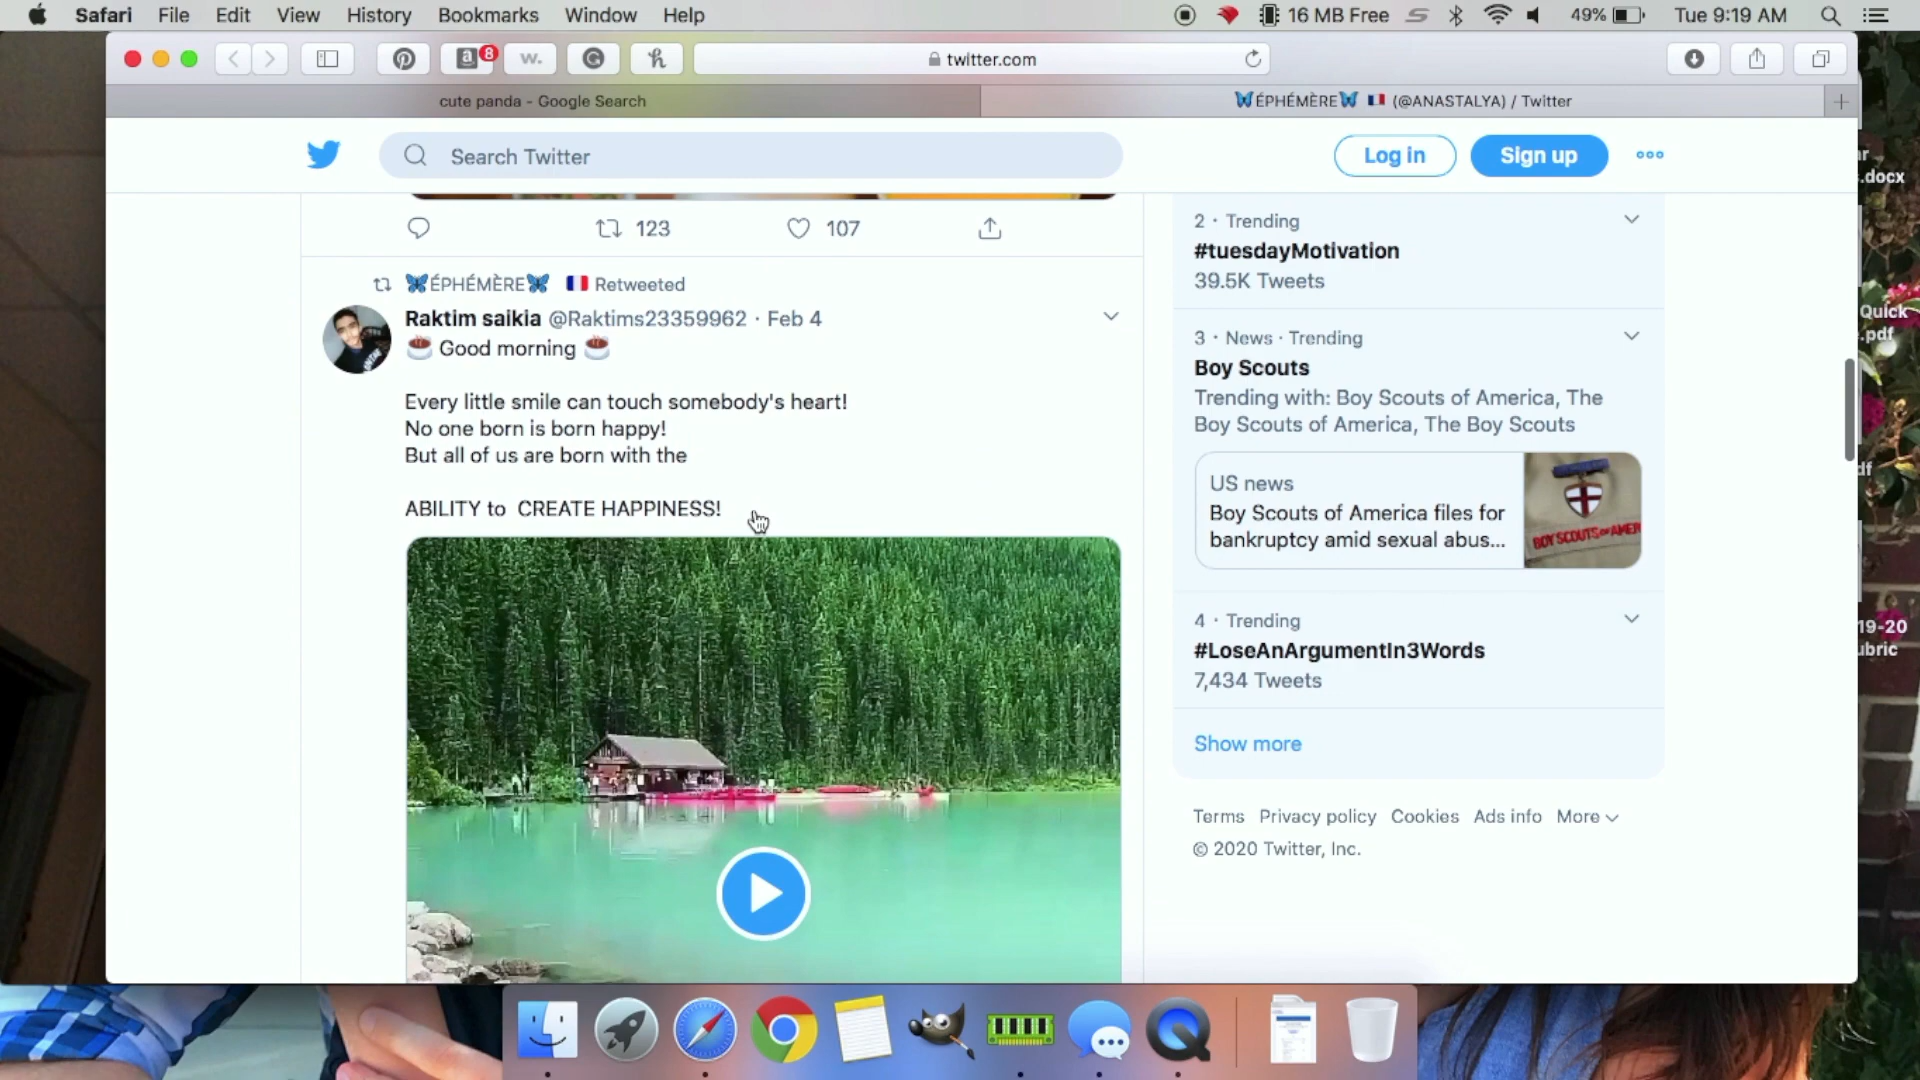 Safari File Edit View History Bookmarks Window Help 16 MB Free 49% Tue 9:19 AM
a 8 w. h twitter.com
cute panda - Google Search
🦋ÉPHÉMÈRE🦋 🇫🇷 (@ANASTALYA) / Twitter
Search Twitter
Log in
Sign up
123 107
🦋ÉPHÉMÈRE🦋 🇫🇷 Retweeted
Raktim saikia @Raktims23359962 · Feb 4
☕ Good morning ☕
Every little smile can touch somebody's heart!
No one born is born happy!
But all of us are born with the
ABILITY to CREATE HAPPINESS!
2 · Trending
#tuesdayMotivation
39.5K Tweets
3 · News · Trending
Boy Scouts
Trending with: Boy Scouts of America, The
Boy Scouts of America, The Boy Scouts
US news
Boy Scouts of America files for
bankruptcy amid sexual abus...
BOY SCOUTS OF AMER
4 · Trending
#LoseAnArgumentIn3Words
7,434 Tweets
Show more
Terms Privacy policy Cookies Ads info More
© 2020 Twitter, Inc.
.docx
Quick
.pdf
df
19-20
ubric